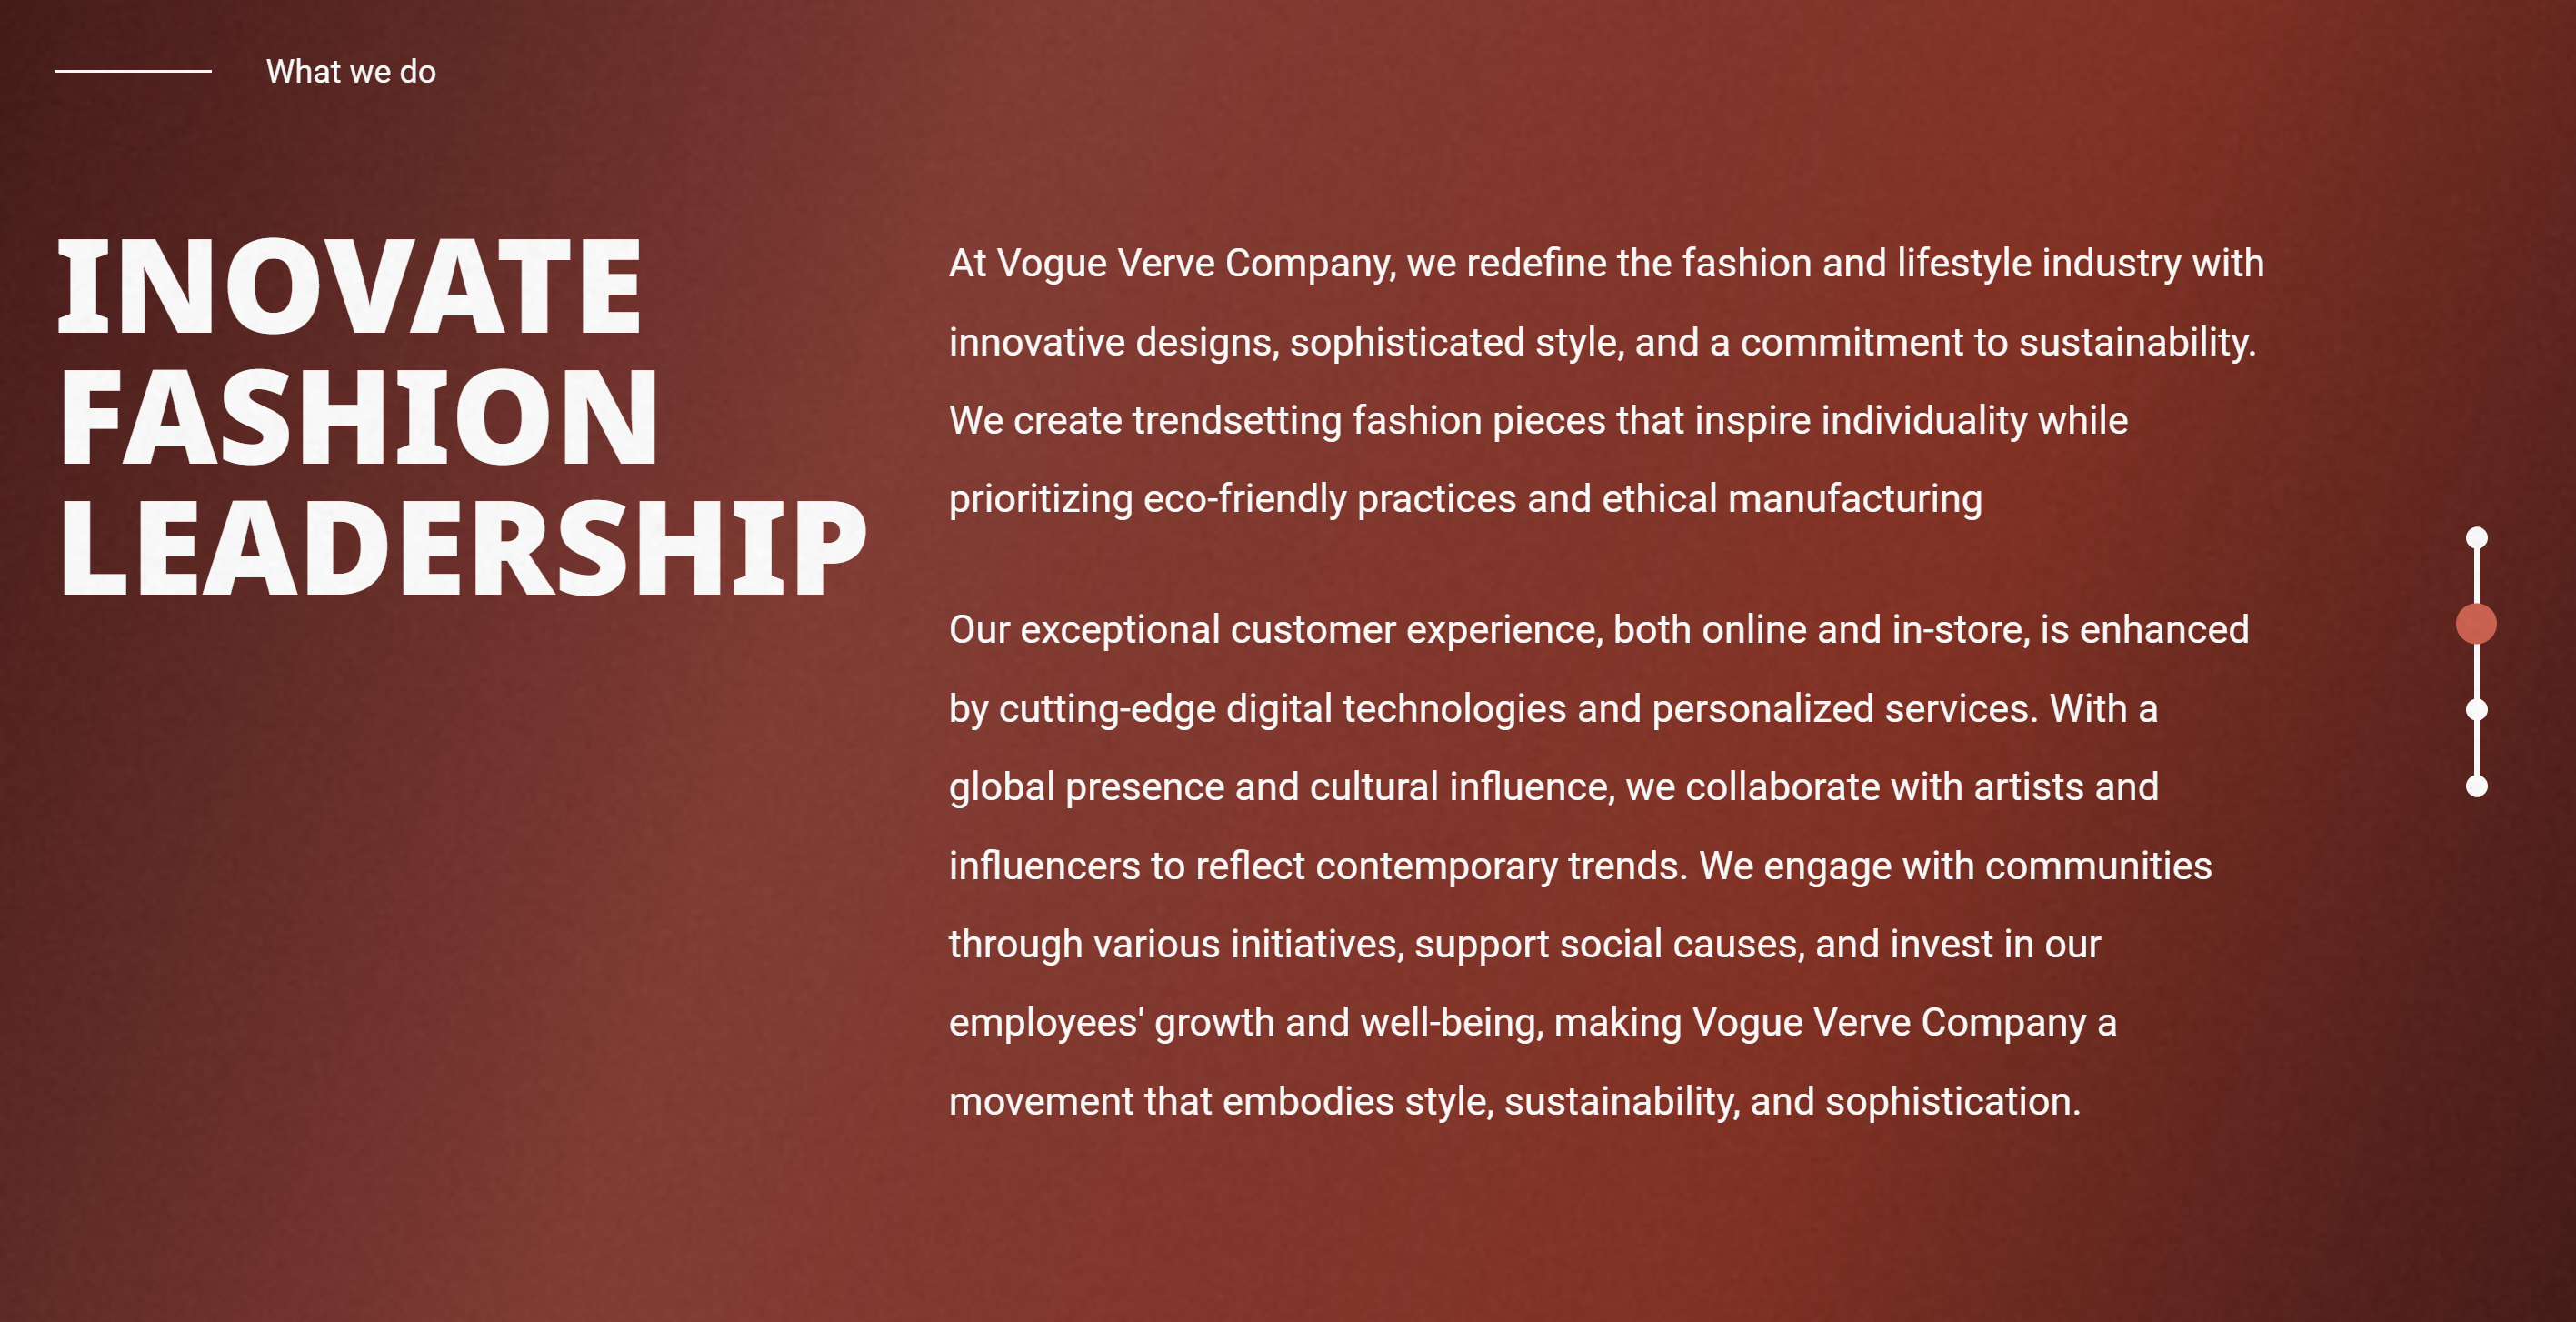 What we do
INOVATE
FASHION
LEADERSHIP
At Vogue Verve Company, we redefine the fashion and lifestyle industry with
innovative designs, sophisticated style, and a commitment to sustainability.
We create trendsetting fashion pieces that inspire individuality while
prioritizing eco-friendly practices and ethical manufacturing
Our exceptional customer experience, both online and in-store, is enhanced
by cutting-edge digital technologies and personalized services. With a
global presence and cultural influence, we collaborate with artists and
influencers to reflect contemporary trends. We engage with communities
through various initiatives, support social causes, and invest in our
employees' growth and well-being, making Vogue Verve Company a
movement that embodies style, sustainability, and sophistication.